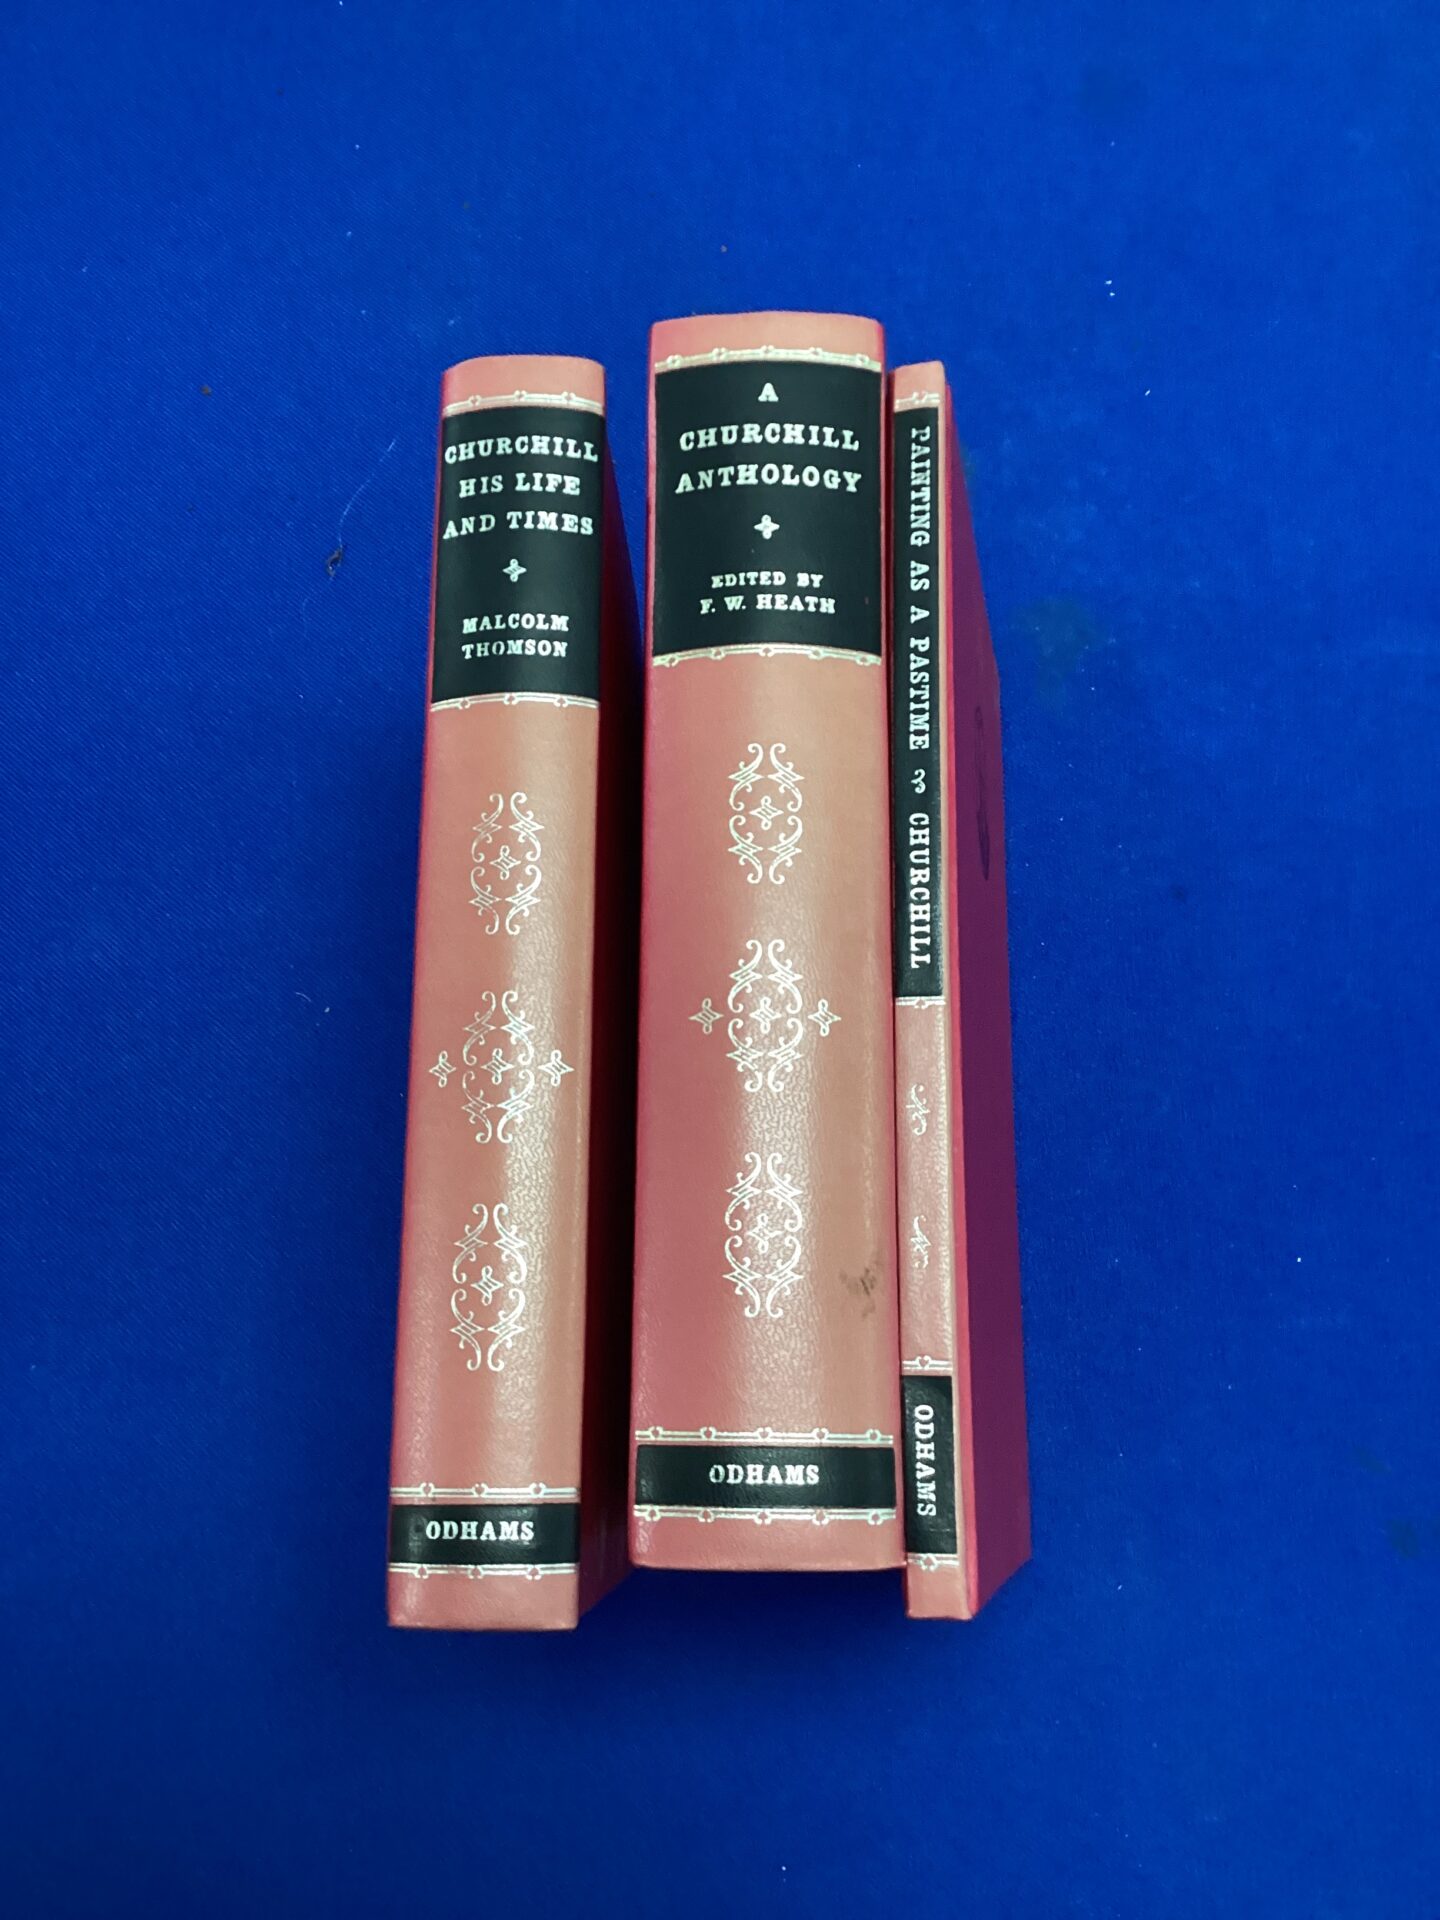 CHURCHILL
HIS LIFE
AND TIMES
MALCOLM
THOMSON
ODHAMS
A
CHURCHILL
ANTHOLOGY
EDITED BY
F. W. HEATH
ODHAMS
PAINTING AS A PASTIME CHURCHILL
ODHAMS